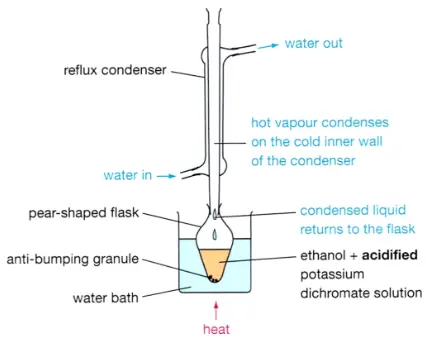 water out
reflux condenser
hot vapour condenses
on the cold inner wall
of the condenser
water in
pear-shaped flask
condensed liquid
returns to the flask
anti-bumping granule
ethanol + acidified
potassium
dichromate solution
water bath
heat